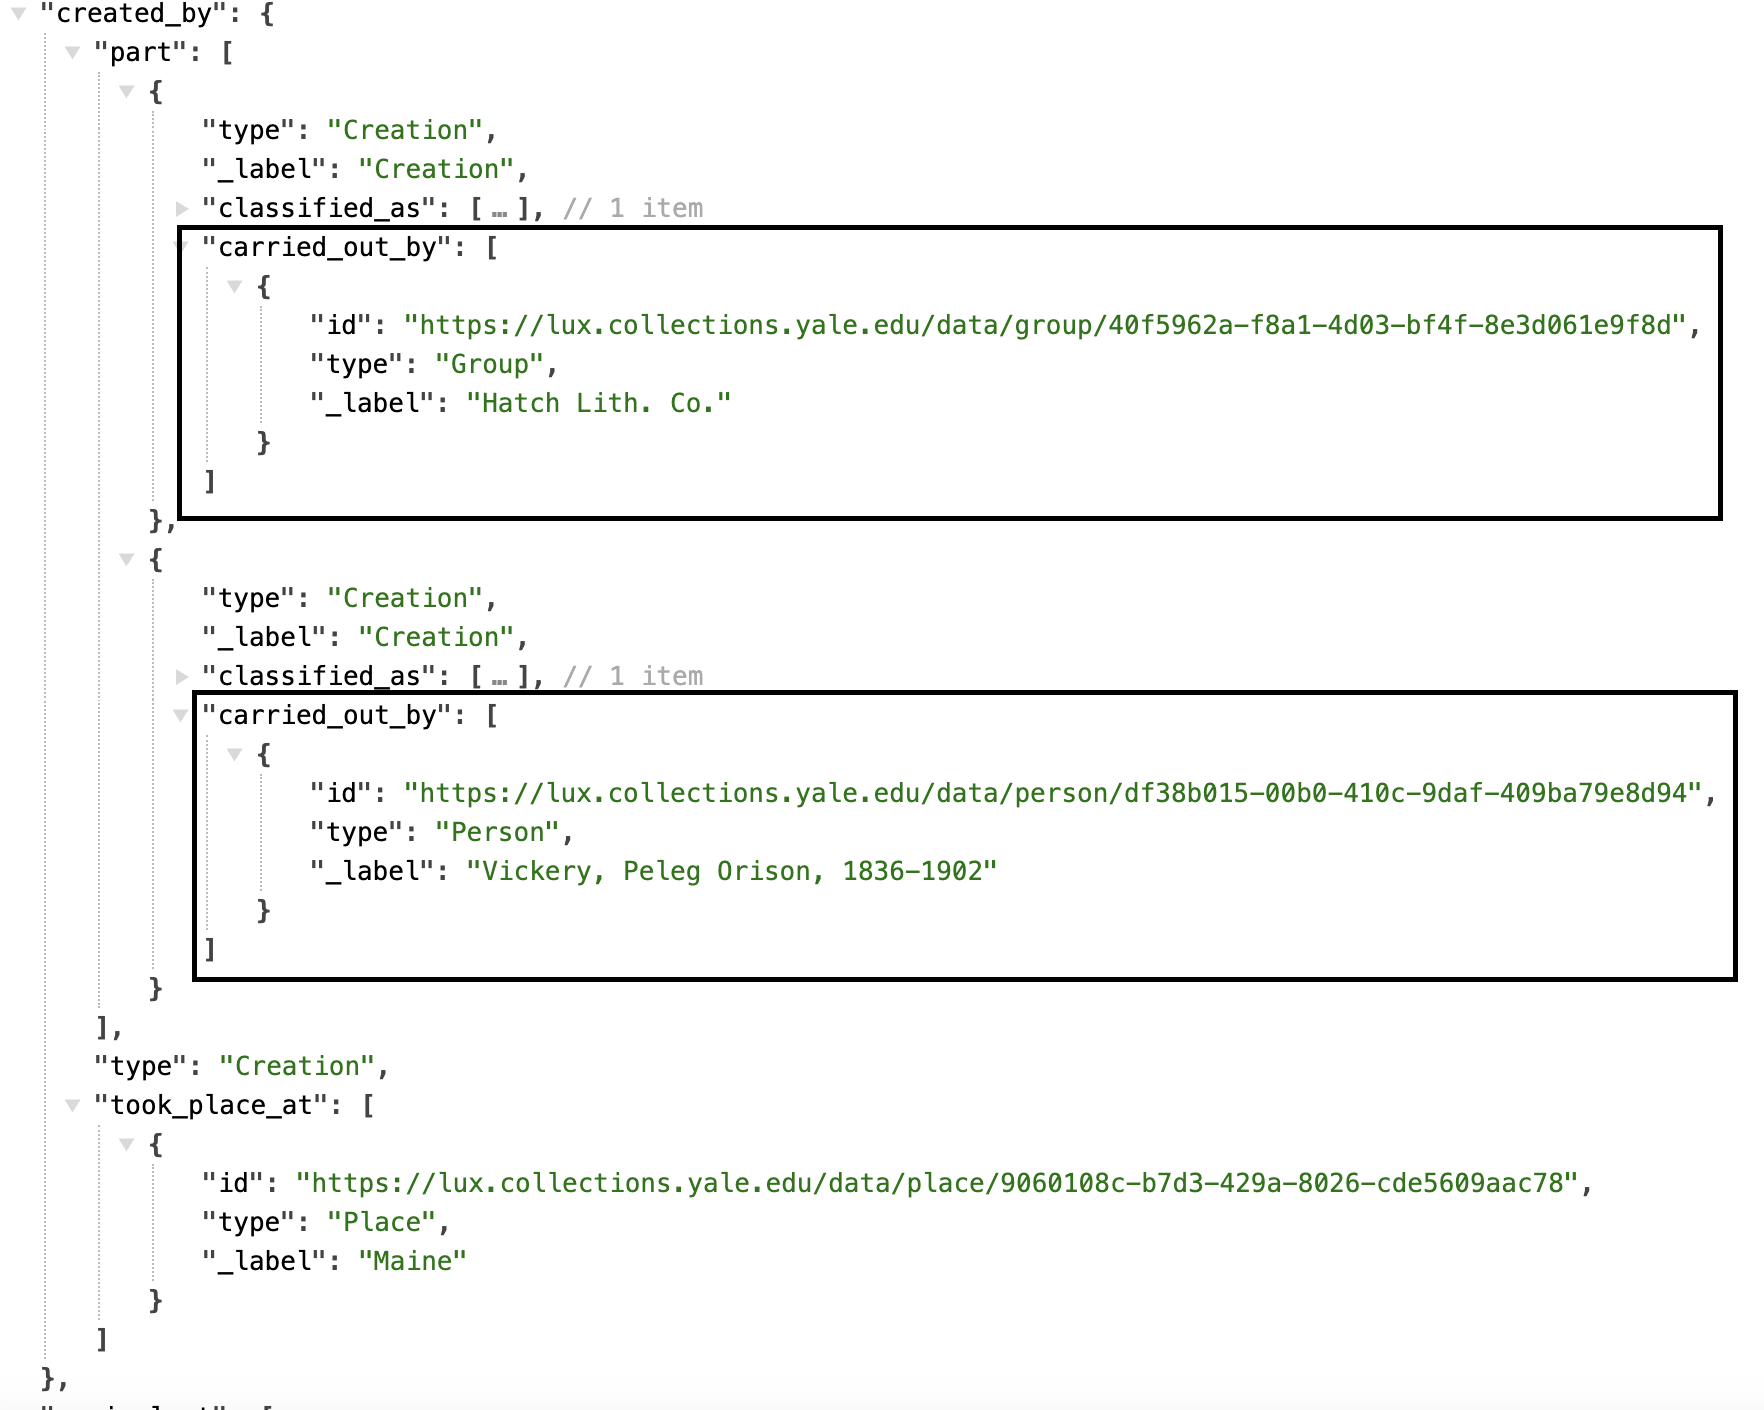 "created_by": {
"part": [
{
"type": "Creation",
"_label": "Creation",
"classified_as": [ … ], // 1 item
"carried_out_by": [
{
"id": "https://lux.collections.yale.edu/data/group/40f5962a-f8a1-4d03-bf4f-8e3d061e9f8d",
"type": "Group",
"_label": "Hatch Lith. Co."
}
]
},
{
"type": "Creation",
"_label": "Creation",
"classified_as": [ … ], // 1 item
"carried_out_by": [
{
"id": "https://lux.collections.yale.edu/data/person/df38b015-00b0-410c-9daf-409ba79e8d94",
"type": "Person",
"_label": "Vickery, Peleg Orison, 1836-1902"
}
]
}
],
"type": "Creation",
"took_place_at": [
{
"id": "https://lux.collections.yale.edu/data/place/9060108c-b7d3-429a-8026-cde5609aac78",
"type": "Place",
"_label": "Maine"
}
]
},